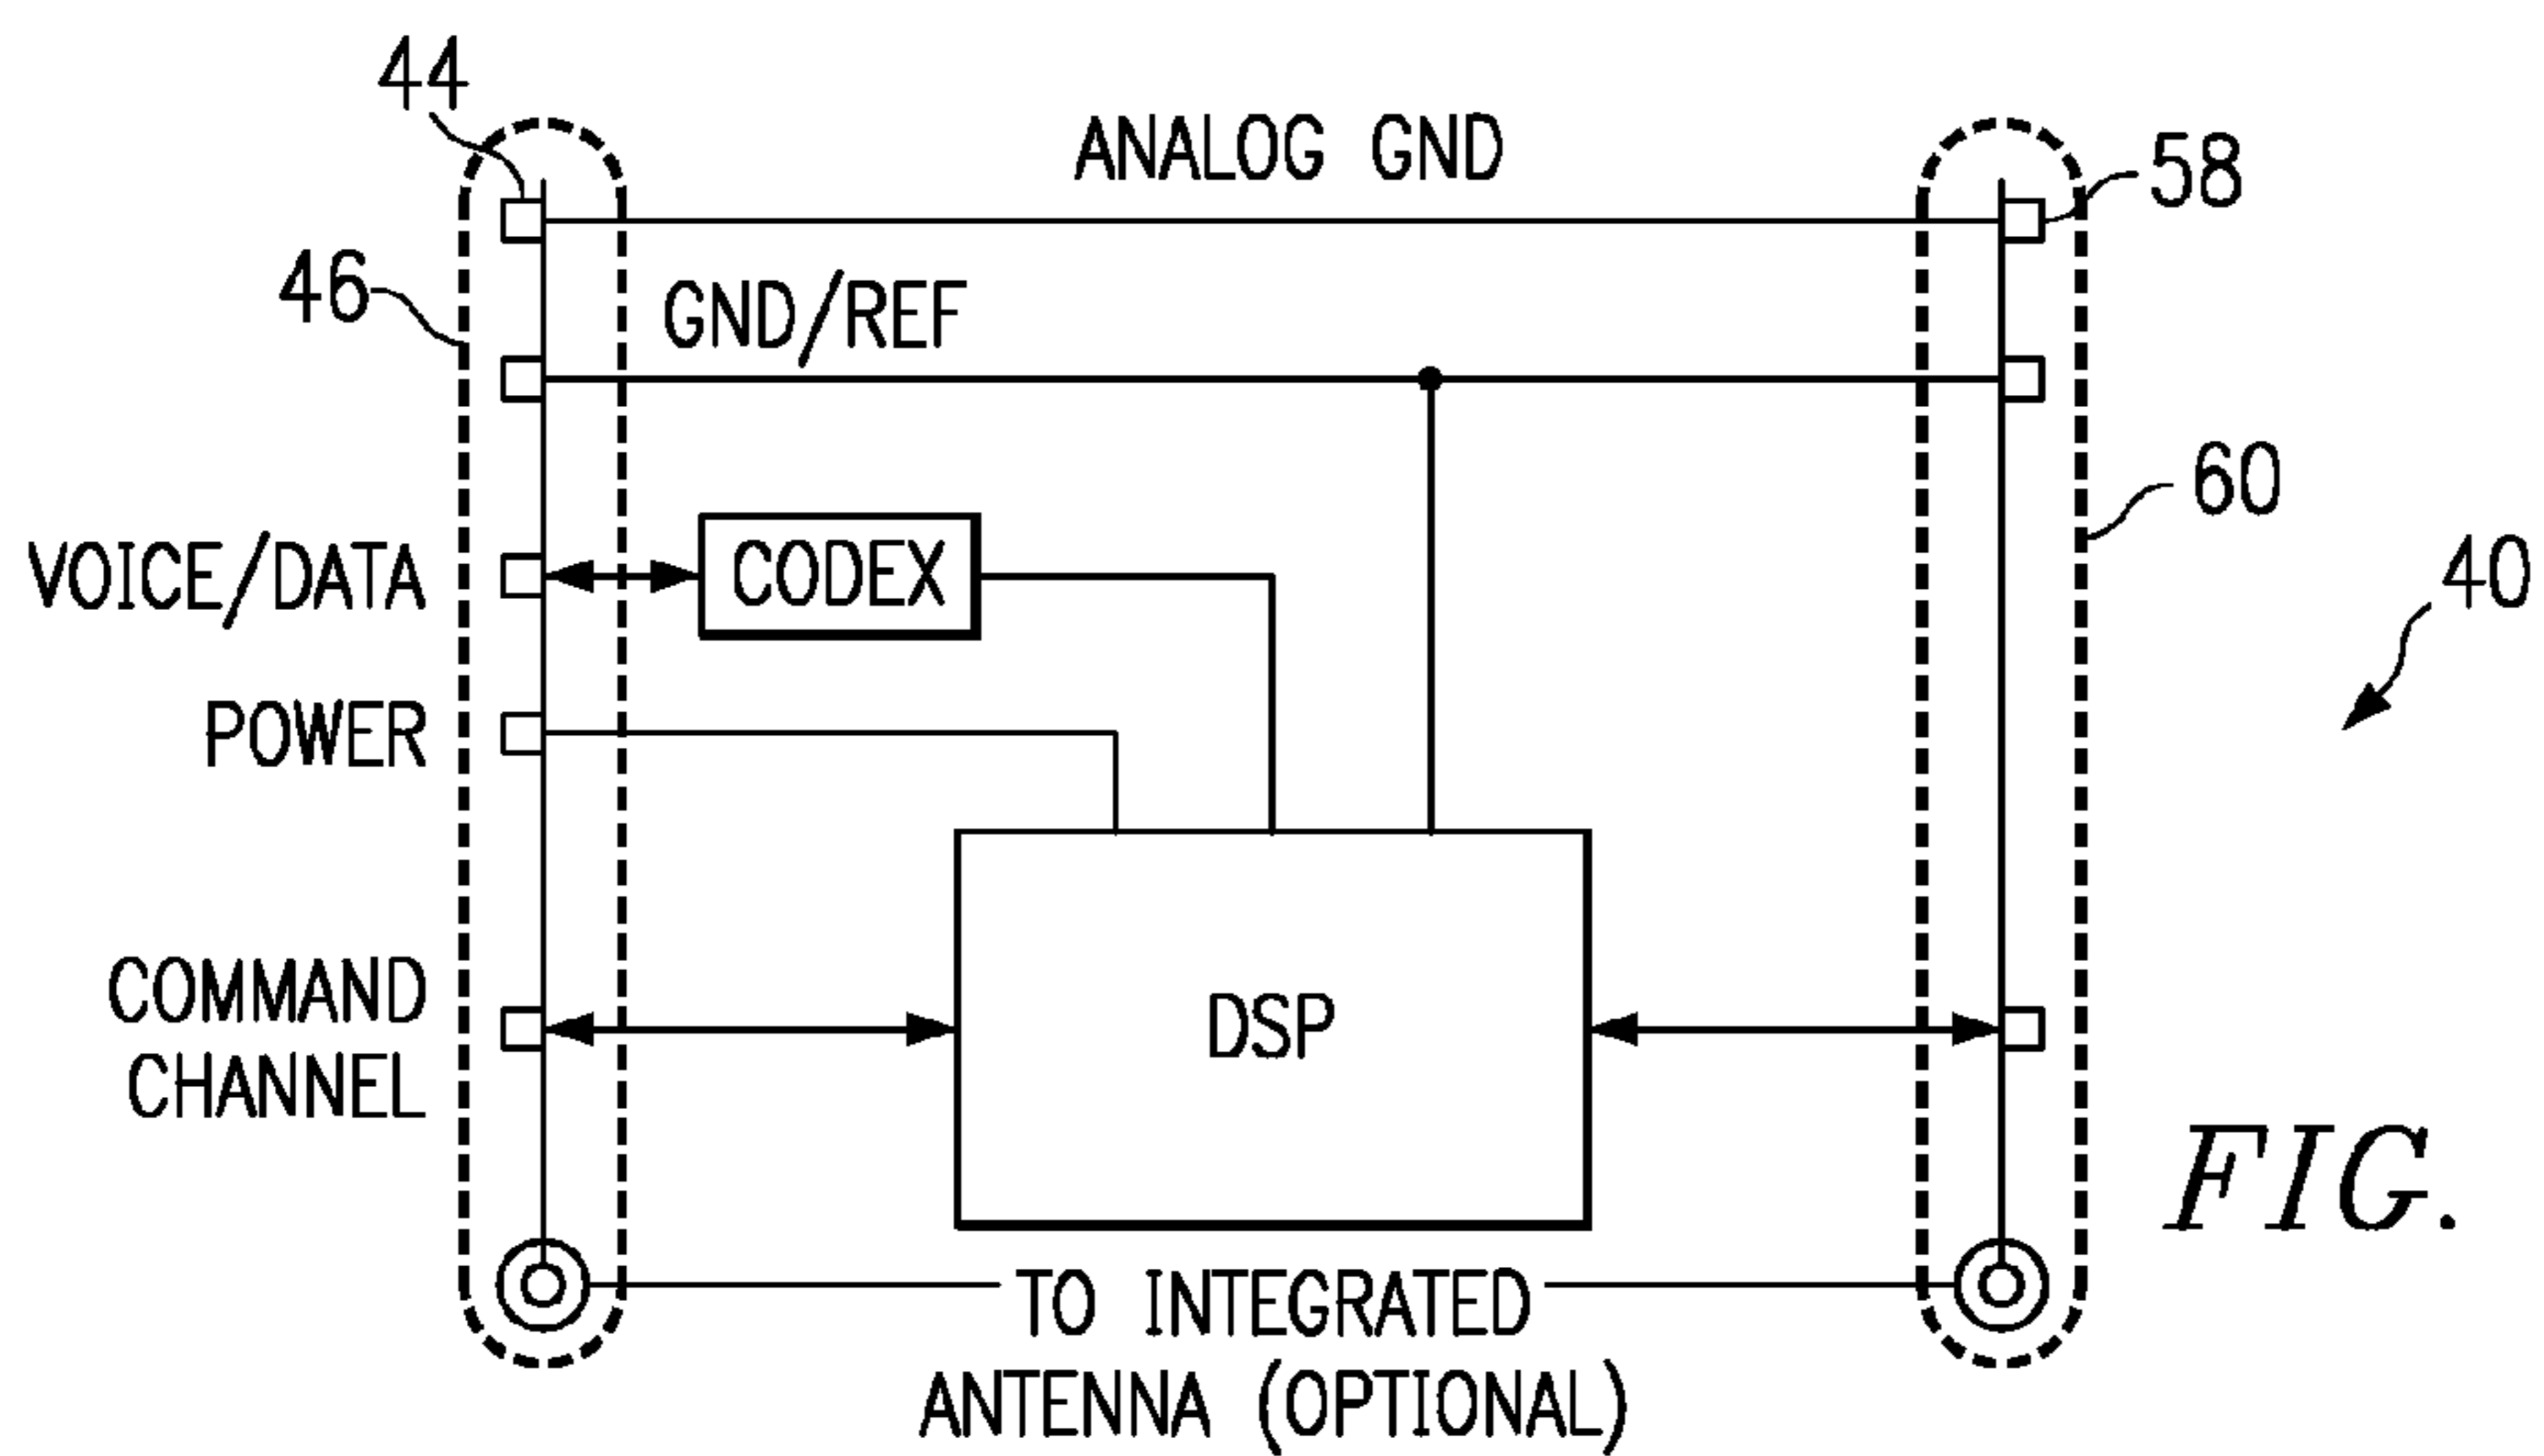 44
ANALOG GND
58
46
GND/REF
60
VOICE/DATA
CODEX
40
POWER
COMMAND
CHANNEL
DSP
FIG.
TO INTEGRATED
ANTENNA (OPTIONAL)